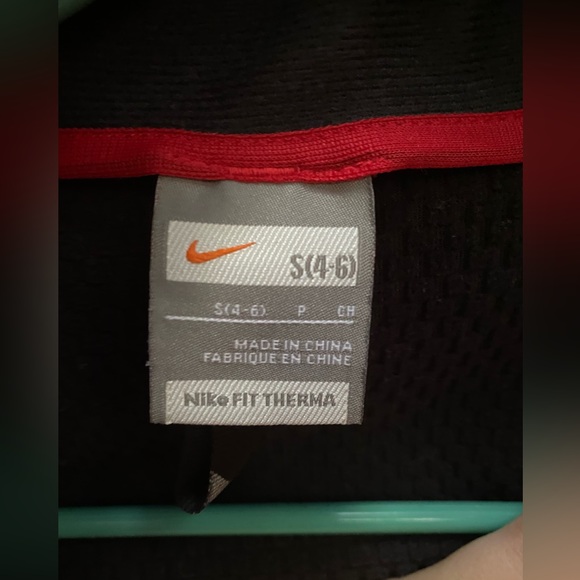 S(4-6)
S(4-6) P CH
MADE IN CHINA
FABRIQUE EN CHINE
Nike FIT THERMA